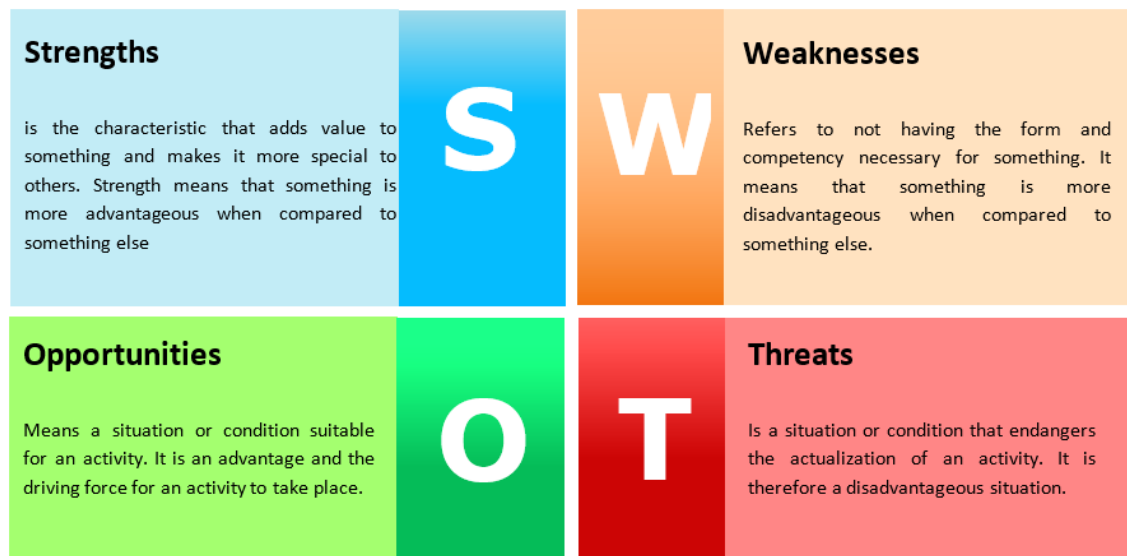 Strengths
is the characteristic that adds value to
something and makes it more special to
others. Strength means that something is
more advantageous when compared to
something else
S
W
Weaknesses
Refers to not having the form and
competency necessary for something. It
means that something is more
disadvantageous when compared to
something else.
Opportunities
Means a situation or condition suitable
for an activity. It is an advantage and the
driving force for an activity to take place.
O
T
Threats
Is a situation or condition that endangers
the actualization of an activity. It is
therefore a disadvantageous situation.